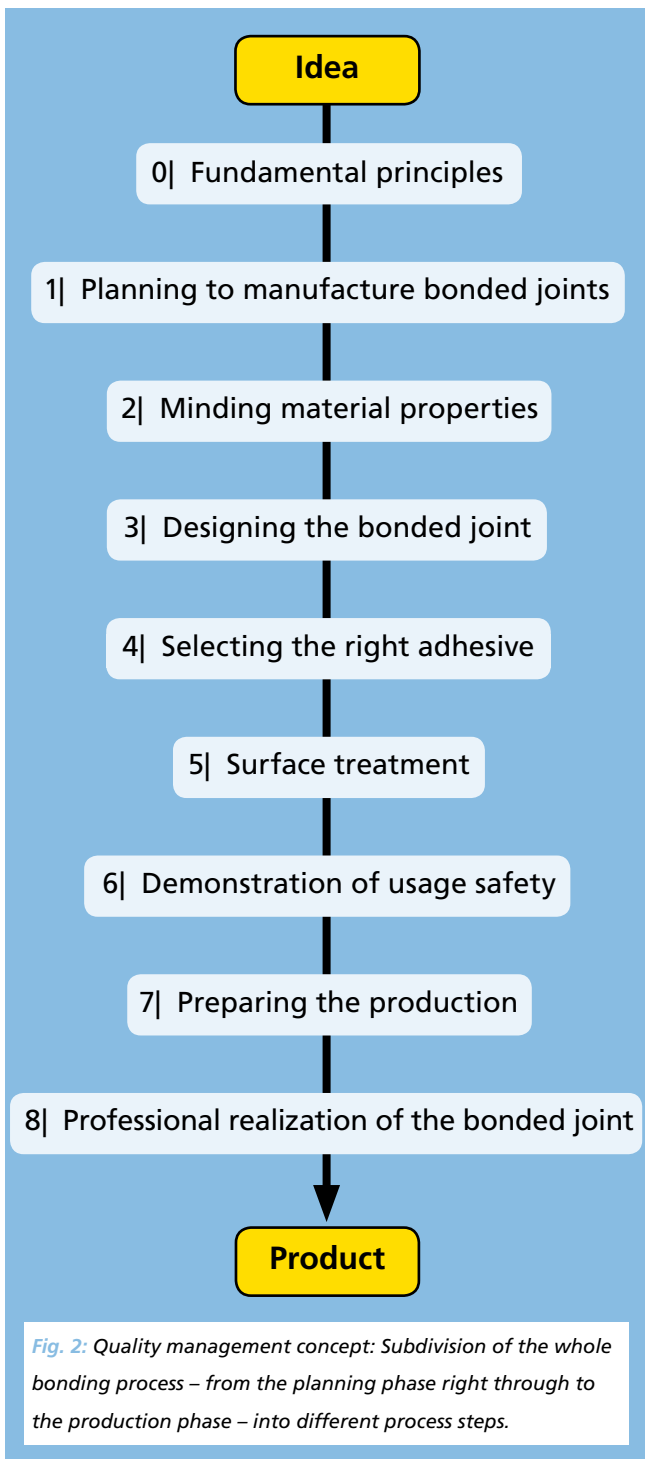 Idea
0| Fundamental principles
1| Planning to manufacture bonded joints
2| Minding material properties
3| Designing the bonded joint
4| Selecting the right adhesive
5| Surface treatment
6| Demonstration of usage safety
7| Preparing the production
8| Professional realization of the bonded joint
Product
Fig. 2: Quality management concept: Subdivision of the whole
bonding process – from the planning phase right through to
the production phase – into different process steps.